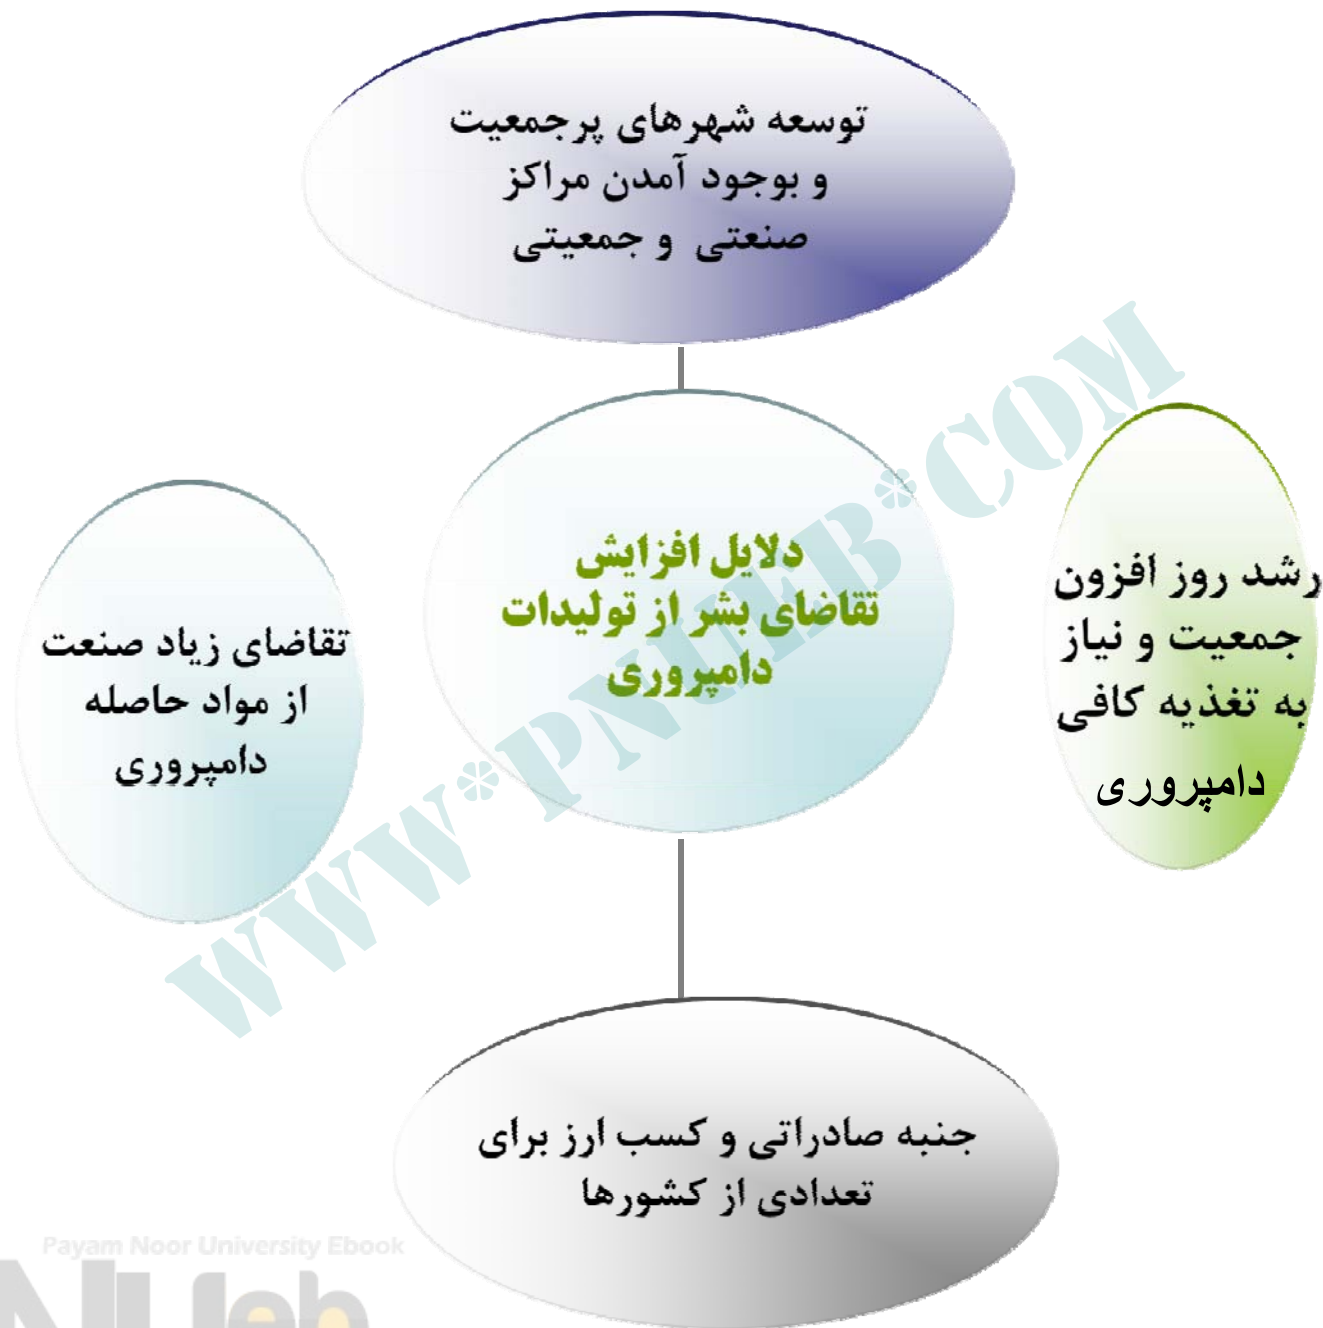 توسعه شهرهای پرجمعیت
و بوجود آمدن مراکز
صنعتی و جمعیتی
دلایل افزایش
تقاضای بشر از تولیدات
دامپروری
رشد روز افزون
جمعیت و نیاز
به تغذیه کافی
دامپروری
تقاضای زیاد صنعت
از مواد حاصله
دامپروری
جنبه صادراتی و کسب ارز برای
تعدادی از کشورها
WWW*PNUEB*COM
Payam Noor University Ebook